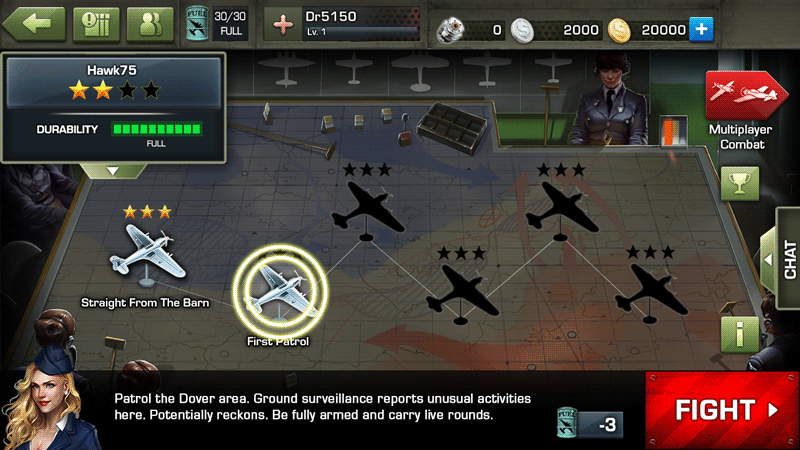 FUEL
30/30
FULL
Dr5150
Lv. 1
0
2000
20000
Hawk75
DURABILITY
FULL
Multiplayer
Combat
CHAT
Straight From The Barn
First Patrol
Patrol the Dover area. Ground surveillance reports unusual activities
here. Potentially reckons. Be fully armed and carry live rounds.
FUEL
-3
FIGHT